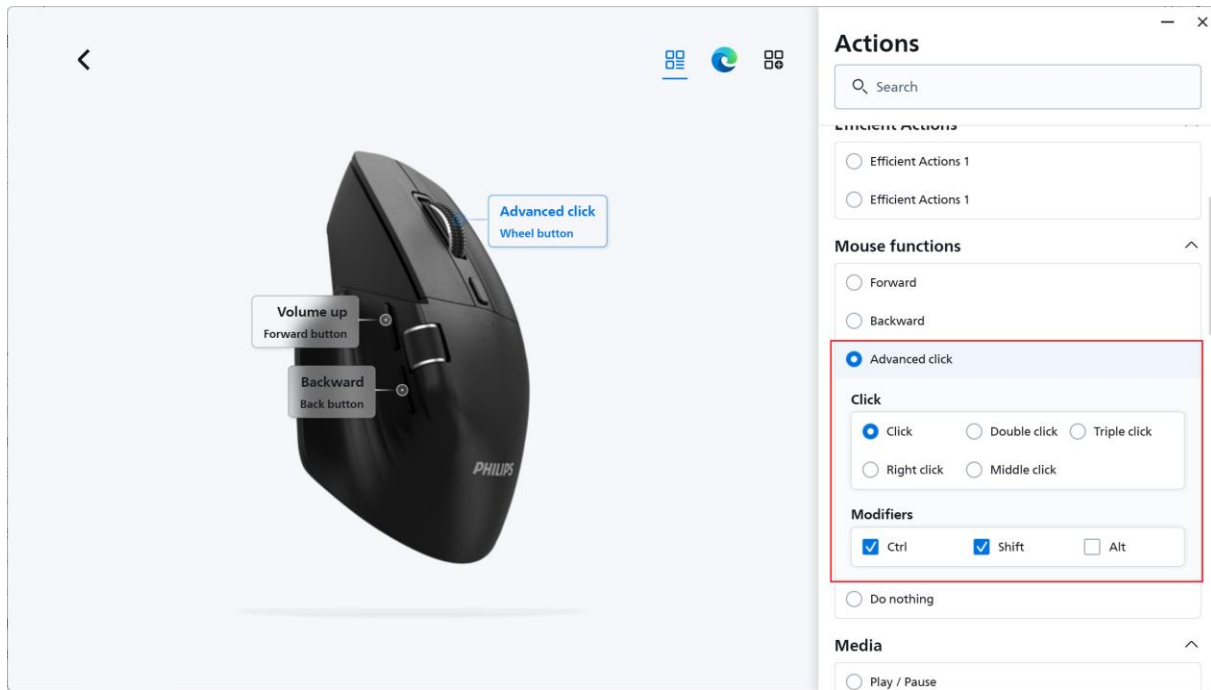 Actions
Search
Efficient Actions
Efficient Actions 1
Efficient Actions 1
Mouse functions
Forward
Backward
Advanced click
Click
Click Double click Triple click
Right click Middle click
Modifiers
Ctrl Shift Alt
Do nothing
Media
Play / Pause
Advanced click
Wheel button
Volume up
Forward button
Backward
Back button
PHILIPS